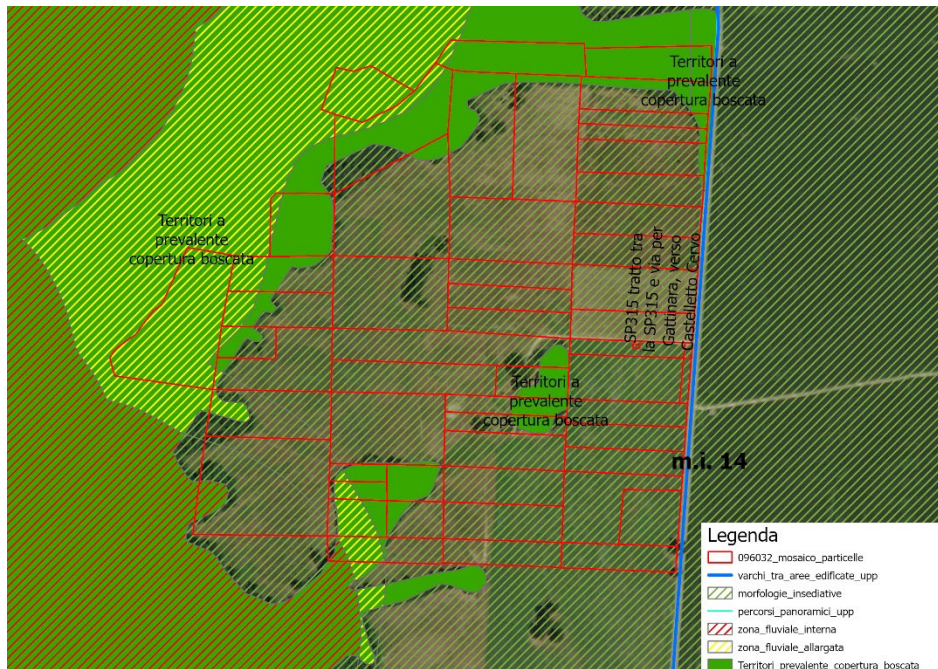 Territori a
prevalente
copertura boscata
Territori a
prevalente
copertura boscata
SP315 tratto tra
la SP315 e via per
Gattinara, verso
Castelletto Cervo
Territori a
prevalente
copertura boscata
m.i. 14
Legenda
096032_mosaico_particelle
varchi_tra_aree_edificate_upp
morfologie_insediative
percorsi_panoramici_upp
zona_fluviale_interna
zona_fluviale_allargata
Territori_prevalente_copertura_boscata